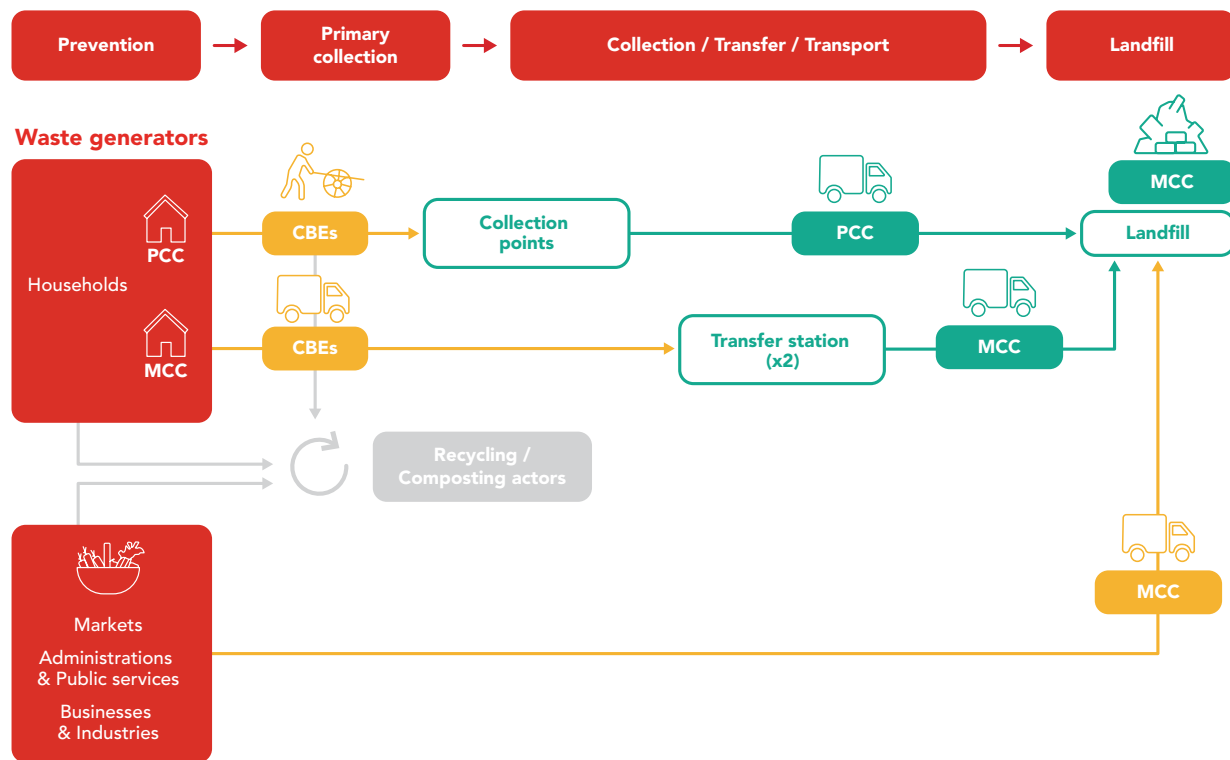 Prevention
Primary
collection
Collection / Transfer / Transport
Landfill
Waste generators
MCC
PCC
CBEs
Collection
points
PCC
Landfill
Households
MCC
CBEs
Transfer station
(x2)
MCC
Recycling /
Composting actors
Markets
Administrations
& Public services
Businesses
& Industries
MCC